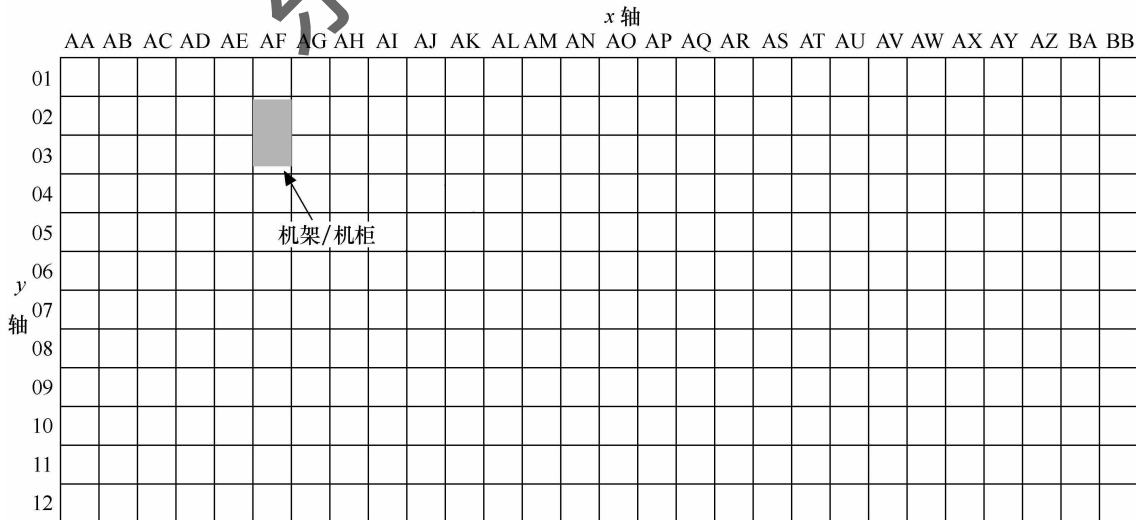 x 轴
AA AB AC AD AE AF AG AH AI AJ AK AL AM AN AO AP AQ AR AS AT AU AV AW AX AY AZ BA BB
01
02
03
04
机架/机柜
05
06
y
轴
07
08
09
10
11
12